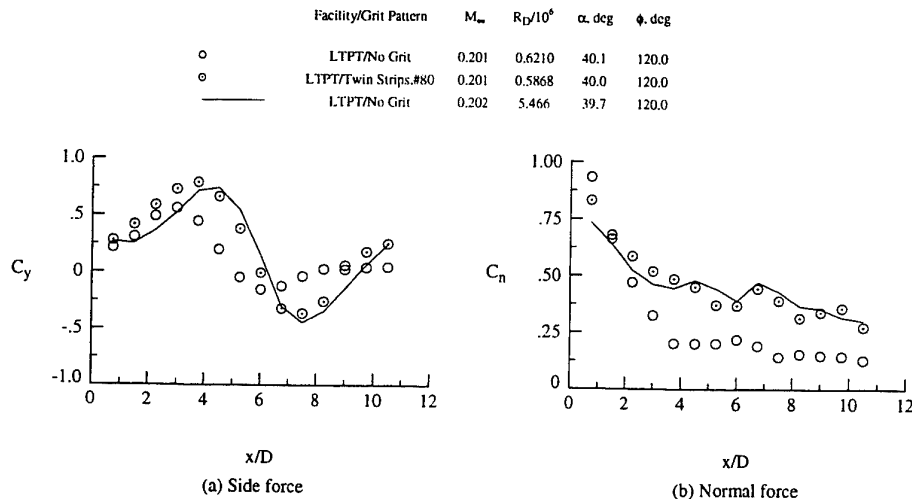 Facility/Grit Pattern M∞ R_D/10⁶ α, deg ϕ, deg
LTPT/No Grit 0.201 0.6210 40.1 120.0
LTPT/Twin Strips.#80 0.201 0.5868 40.0 120.0
LTPT/No Grit 0.202 5.466 39.7 120.0
1.0
.5
C_y 0
-.5
-1.0
0 2 4 6 8 10 12
x/D
(a) Side force
1.00
.75
C_n .50
.25
0
0 2 4 6 8 10 12
x/D
(b) Normal force